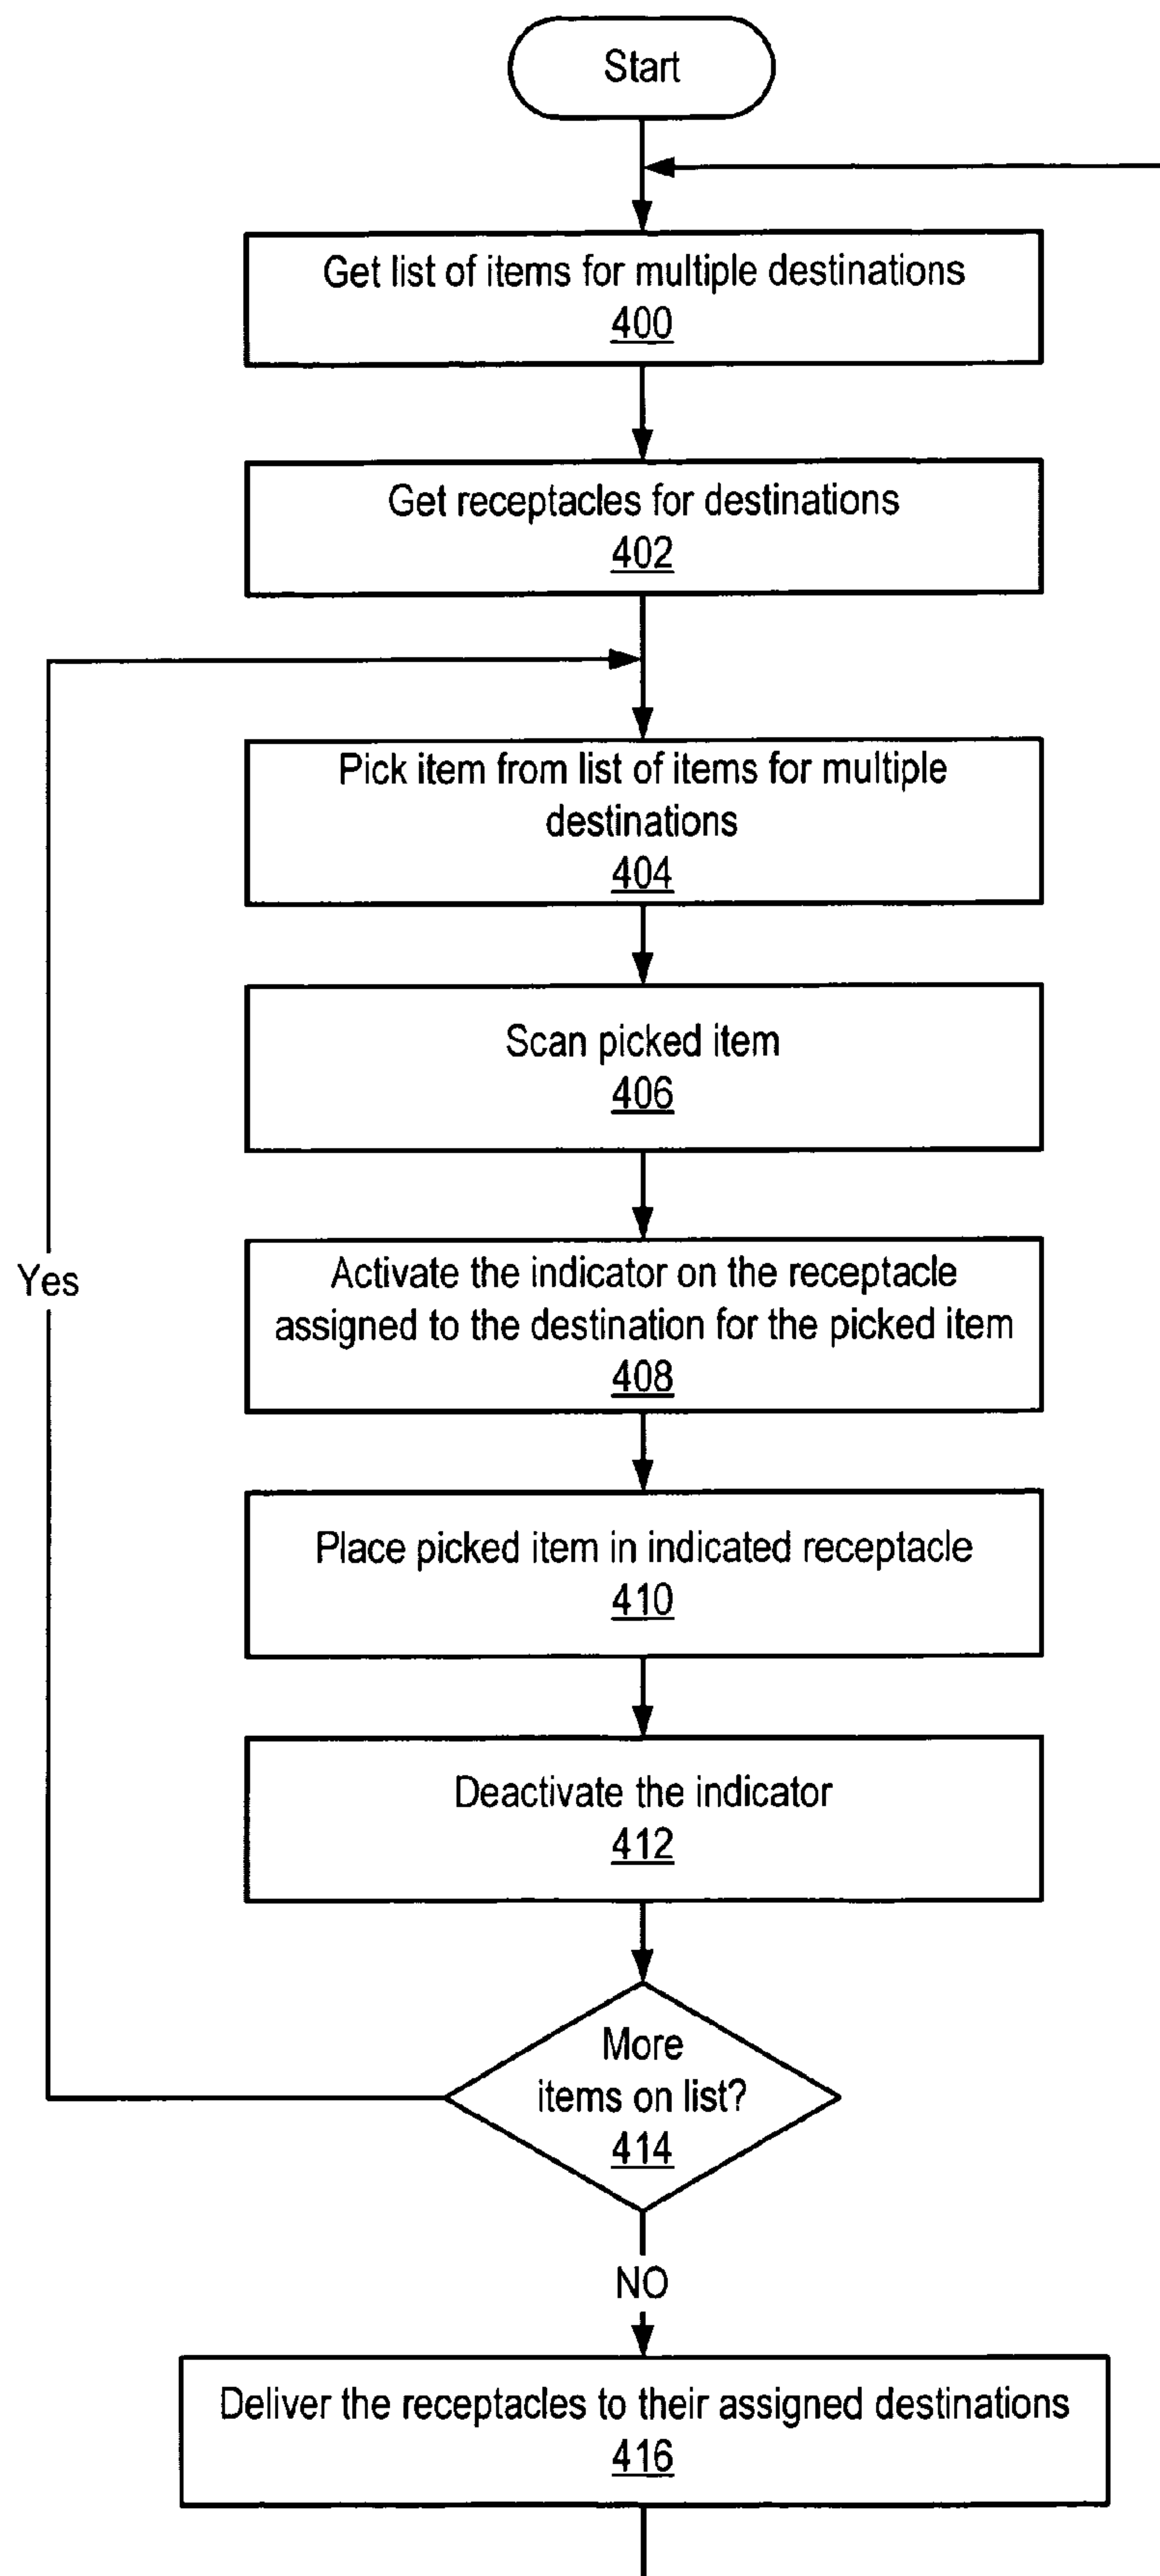 Start
Get list of items for multiple destinations
400
Get receptacles for destinations
402
Pick item from list of items for multiple
destinations
404
Scan picked item
406
Yes
Activate the indicator on the receptacle
assigned to the destination for the picked item
408
Place picked item in indicated receptacle
410
Deactivate the indicator
412
More
items on list?
414
NO
Deliver the receptacles to their assigned destinations
416